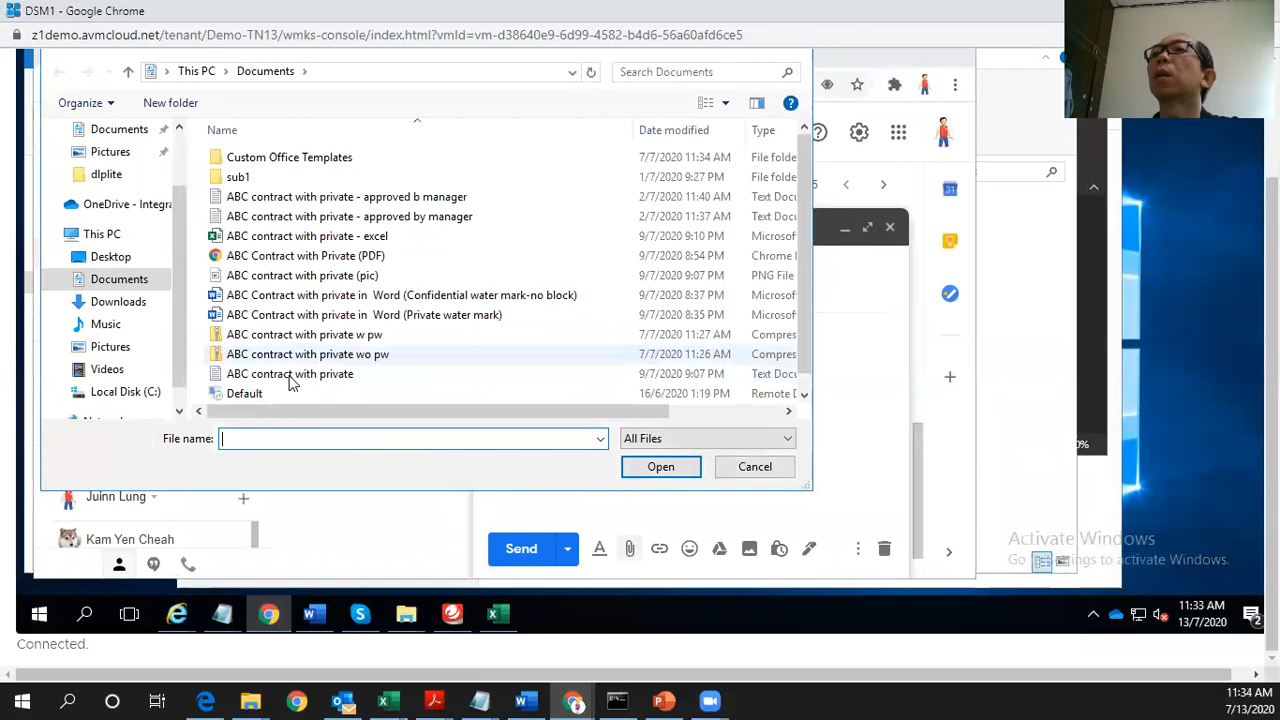 DSM1 - Google Chrome
z1demo.avmcloud.net/tenant/Demo-TN13/wmks-console/index.html?vmId=vm-d38640e9-6d99-4582-b4d6-56a60afd6ce5
This PC > Documents >
Search Documents
Organize
New folder
Name Date modified Type
Documents
Pictures
dlplite
OneDrive - Integra
This PC
Desktop
Documents
Downloads
Music
Pictures
Videos
Local Disk (C:)
Custom Office Templates 7/7/2020 11:34 AM File folde
sub1 1/7/2020 9:27 PM File folde
ABC contract with private - approved b manager 2/7/2020 11:40 AM Text Docu
ABC contract with private - approved by manager 2/7/2020 11:37 AM Text Docu
ABC contract with private - excel 9/7/2020 9:10 PM Microsof
ABC Contract with Private (PDF) 9/7/2020 8:54 PM Chrome I
ABC contract with private (pic) 9/7/2020 9:07 PM PNG File
ABC Contract with private in Word (Confidential water mark-no block) 9/7/2020 8:37 PM Microsof
ABC Contract with private in Word (Private water mark) 9/7/2020 8:35 PM Microsof
ABC contract with private w pw 7/7/2020 11:27 AM Compres
ABC contract with private wo pw 7/7/2020 11:26 AM Compres
ABC contract with private 9/7/2020 9:07 PM Text Docu
Default 16/6/2020 1:19 PM Remote D
File name:
All Files
Open
Cancel
5
0%
Juinn Lung
Kam Yen Cheah
Send
Activate Windows
Go to Settings to activate Windows.
11:33 AM
13/7/2020
2
Connected.
11:34 AM
7/13/2020